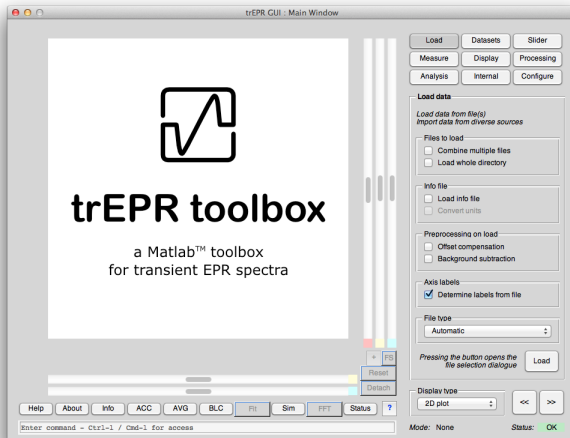 trEPR GUI : Main Window
trEPR toolbox
a Matlab™ toolbox
for transient EPR spectra
+ FS
Reset
Detach
Help About Info ACC AVG BLC Fit Sim FFT Status ?
Enter command - Ctrl-l / Cmd-l for access
Load Datasets Slider
Measure Display Processing
Analysis Internal Configure
Load data
Load data from file(s)
Import data from diverse sources
Files to load
Combine multiple files
Load whole directory
Info file
Load info file
Convert units
Preprocessing on load
Offset compensation
Background subtraction
Axis labels
Determine labels from file
File type
Automatic
Pressing the button opens the
file selection dialogue
Load
Display type
2D plot
<< >>
Mode: None Status: OK